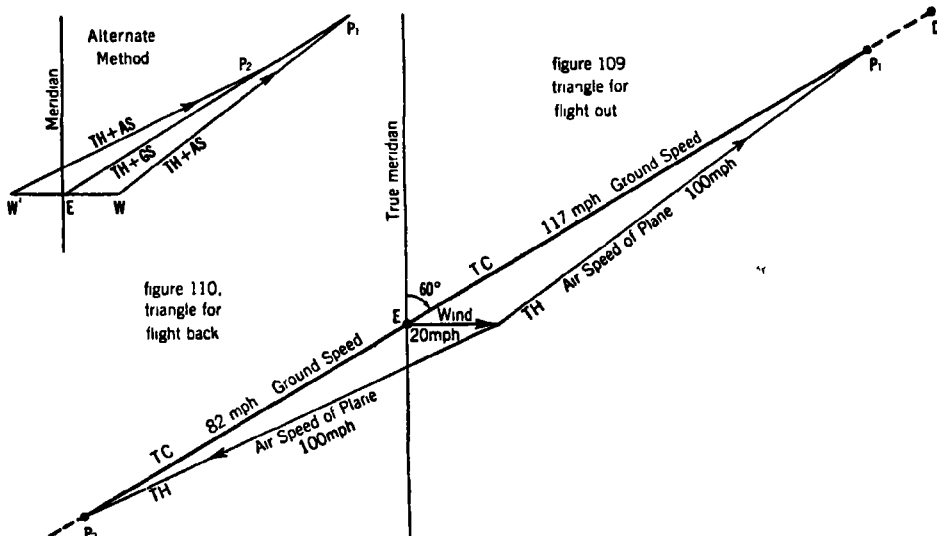 Alternate
Method
Meridian
P1
P2
TH+AS
TH+GS
TH+AS
W'
E
W
figure 109
triangle for
flight out
D
P1
True meridian
117 mph Ground Speed
TC
100mph
Air Speed of Plane
TH
60°
E
Wind
20mph
figure 110,
triangle for
flight back
82 mph Ground Speed
TC
Air Speed of Plane
100mph
TH